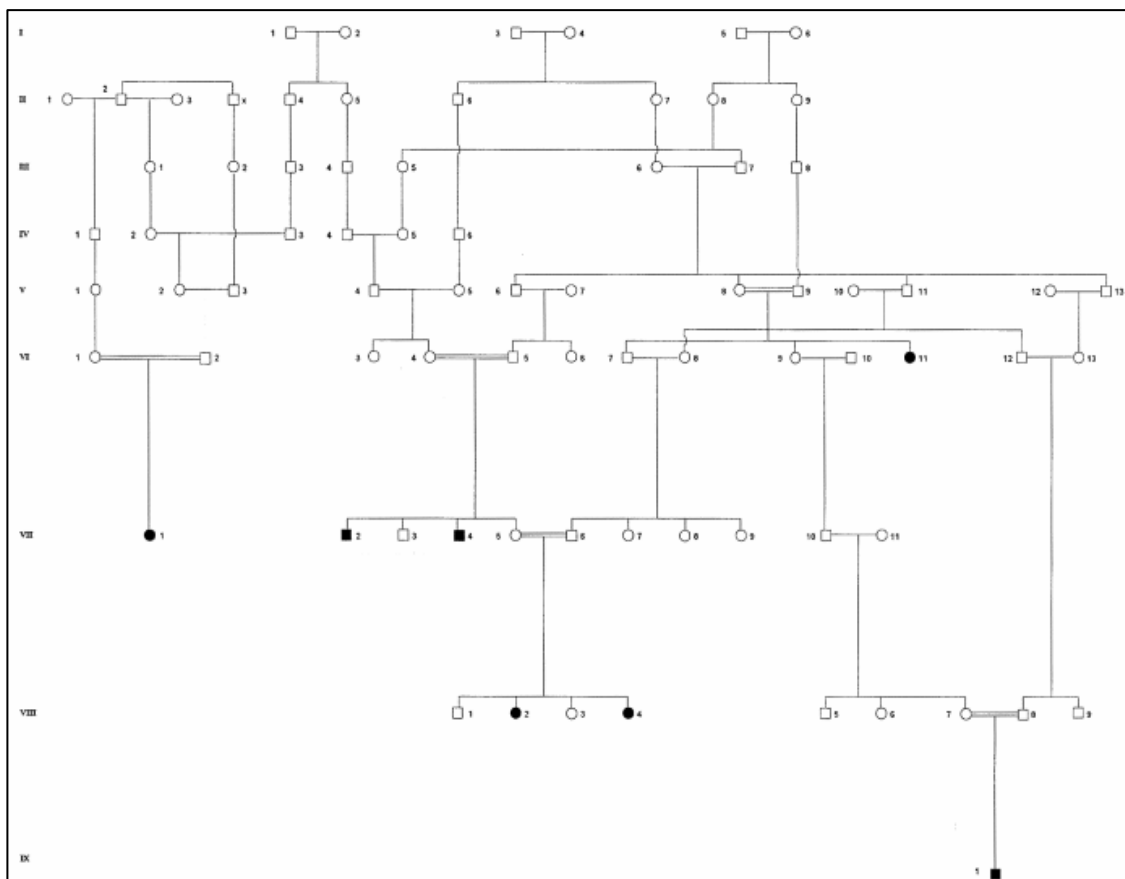 I 1 2 3 4 5 6
II 1 2 3 x 4 5 6 7 8 9
III 1 2 3 4 5 6 7 8
IV 1 2 3 4 5 6
V 1 2 3 4 5 6 7 8 9 10 11 12 13
VI 1 2 3 4 5 6 7 8 9 10 11 12 13
VII 1 2 3 4 5 6 7 8 9 10 11
VIII 1 2 3 4 5 6 7 8 9
IX 1